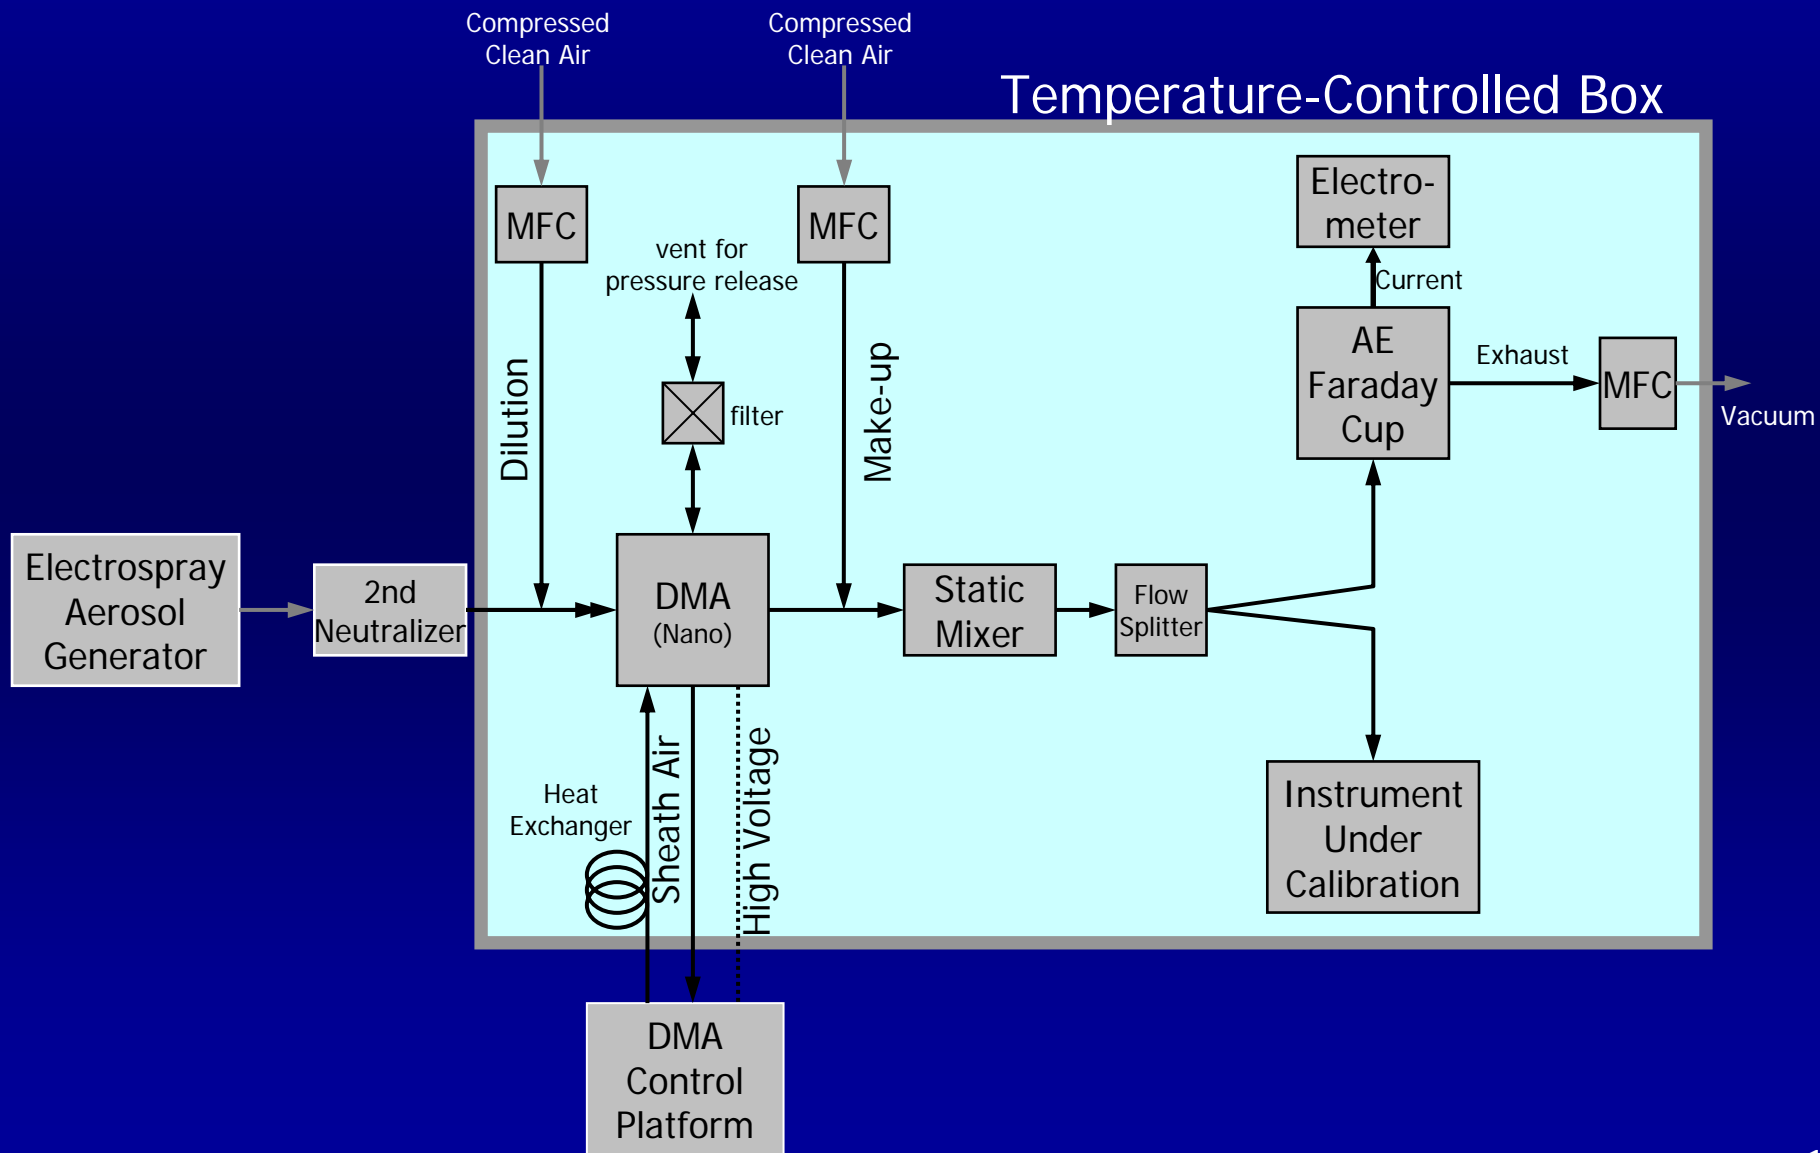 Compressed
Clean Air
Compressed
Clean Air
Temperature-Controlled Box
MFC
MFC
vent for
pressure release
Electro-
meter
Current
AE
Faraday
Cup
Exhaust
MFC
Vacuum
Dilution
filter
Make-up
Electrospray
Aerosol
Generator
2nd
Neutralizer
DMA
(Nano)
Static
Mixer
Flow
Splitter
Heat
Exchanger
Sheath Air
High Voltage
Instrument
Under
Calibration
DMA
Control
Platform